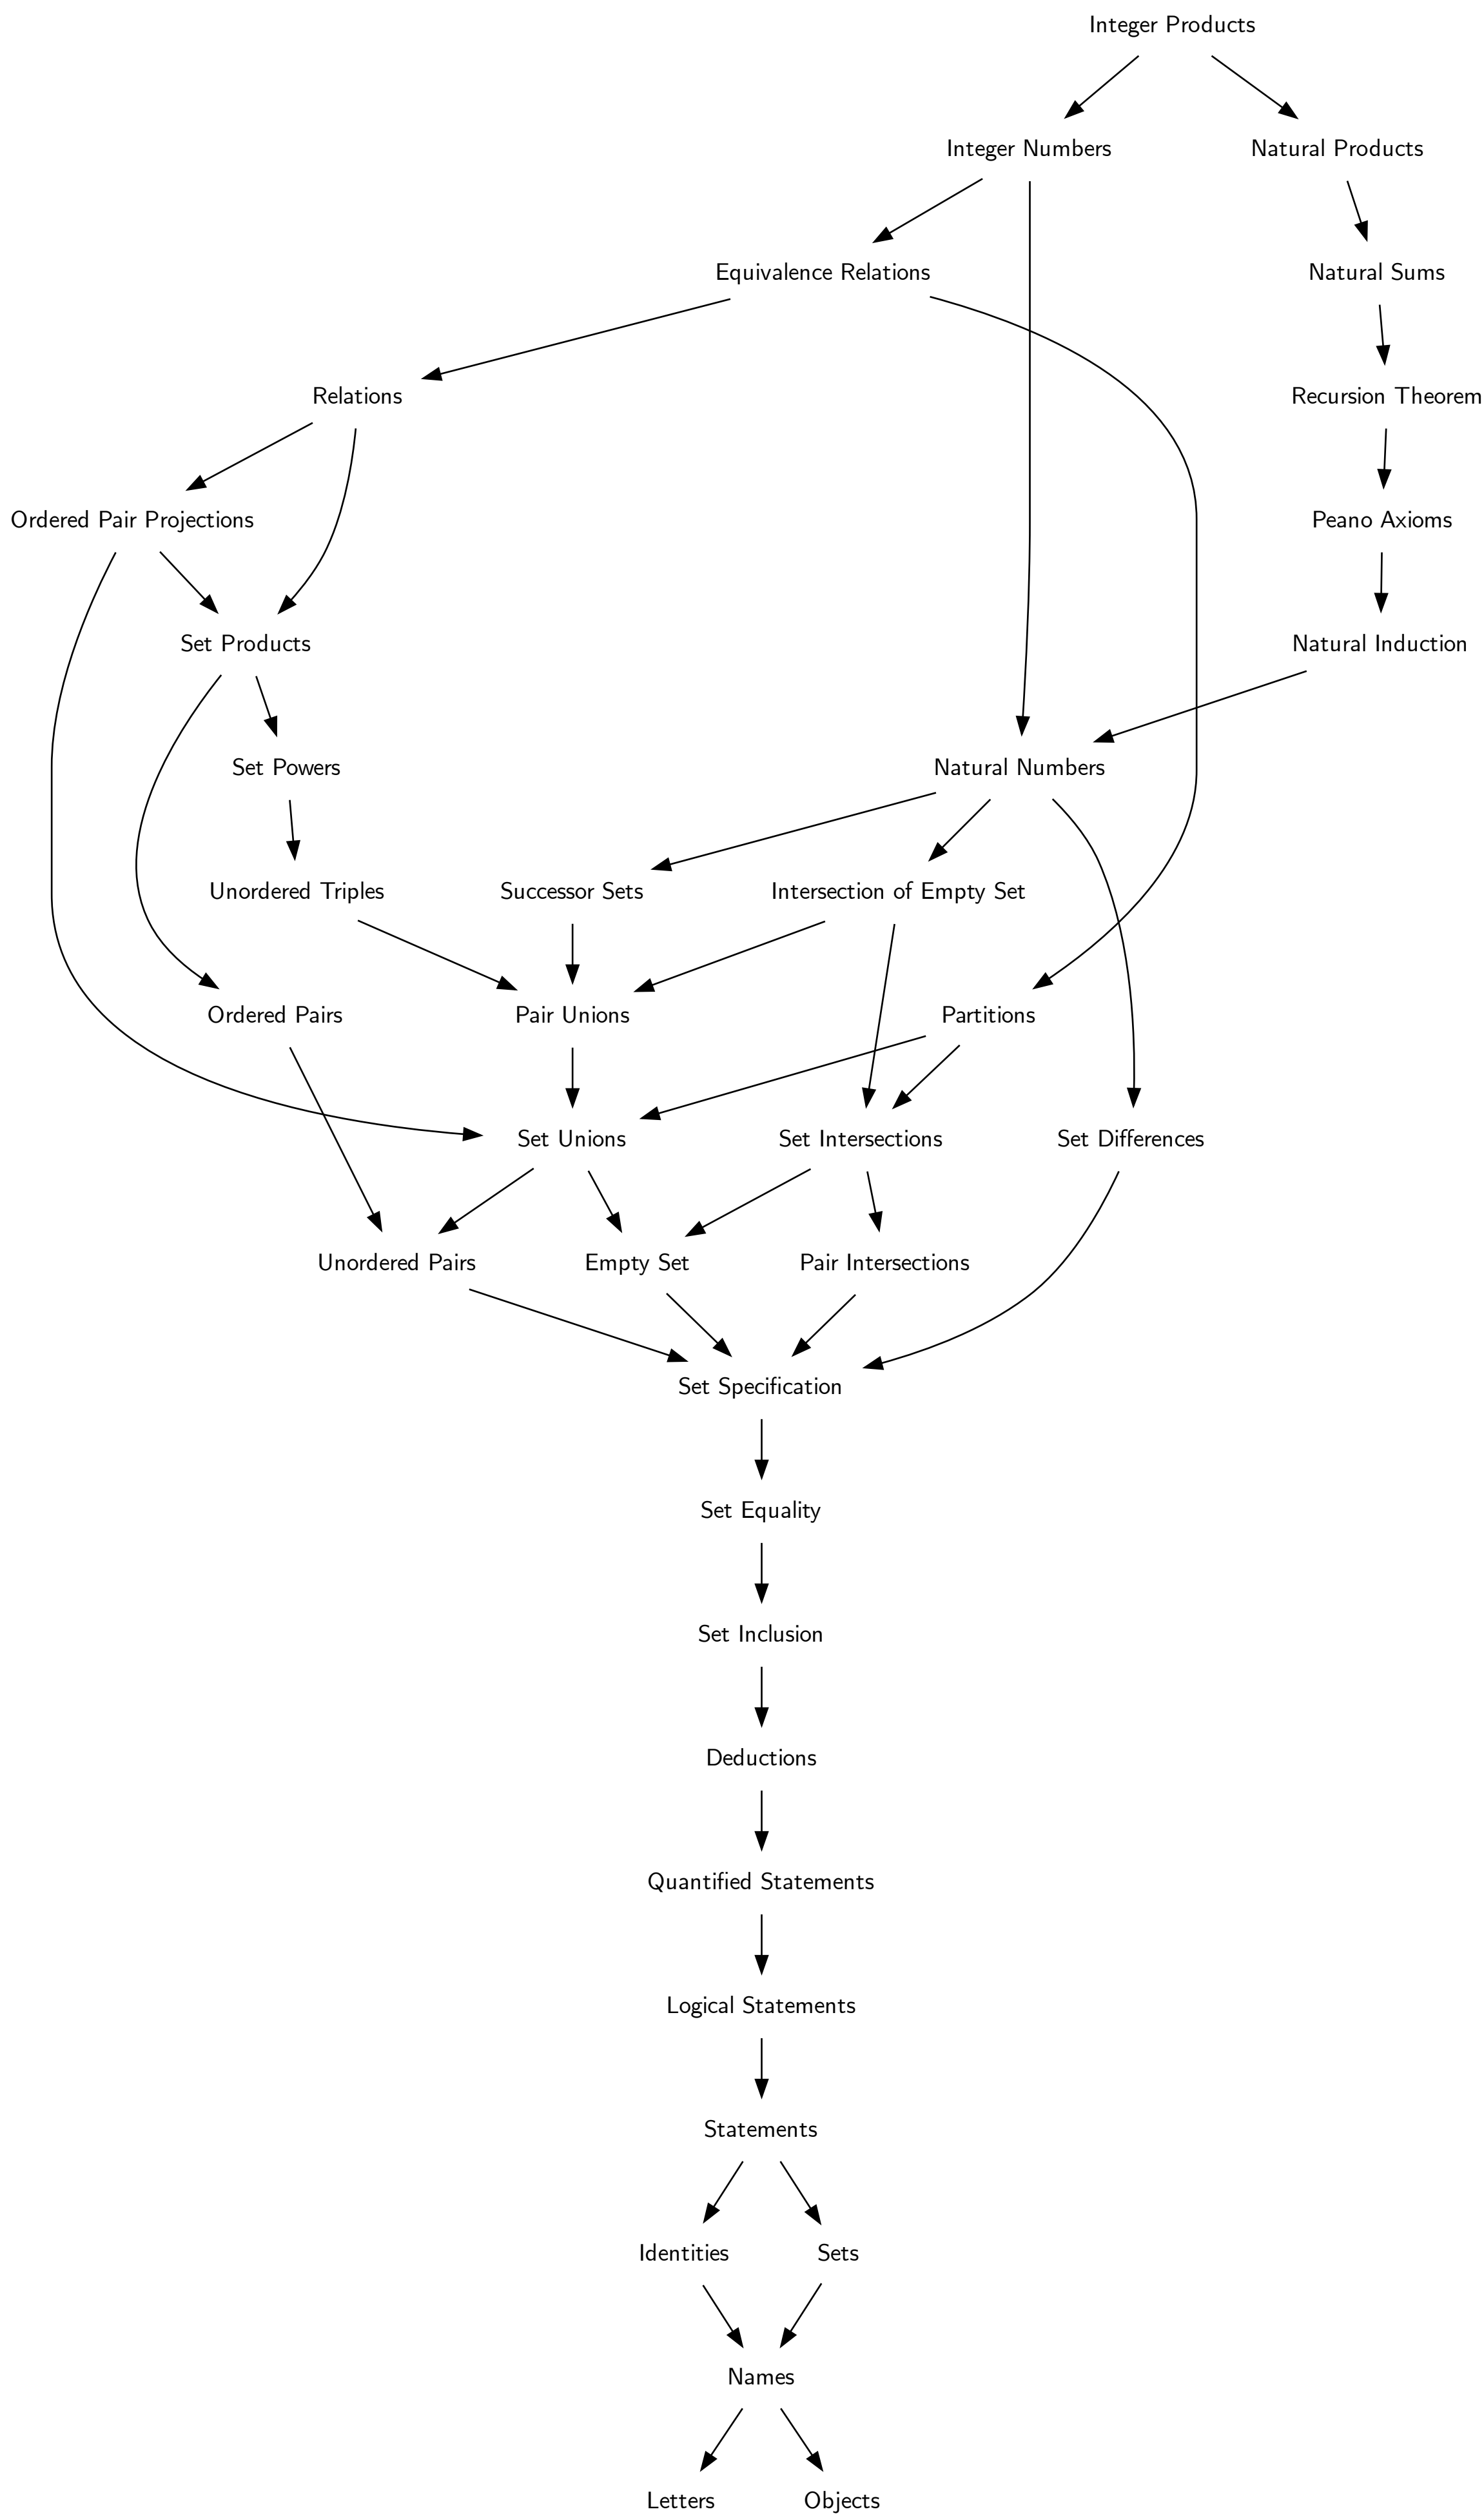 Integer Products
Integer Numbers
Natural Products
Equivalence Relations
Natural Sums
Relations
Recursion Theorem
Ordered Pair Projections
Peano Axioms
Set Products
Natural Induction
Set Powers
Natural Numbers
Unordered Triples
Successor Sets
Intersection of Empty Set
Ordered Pairs
Pair Unions
Partitions
Set Unions
Set Intersections
Set Differences
Unordered Pairs
Empty Set
Pair Intersections
Set Specification
Set Equality
Set Inclusion
Deductions
Quantified Statements
Logical Statements
Statements
Identities
Sets
Names
Letters
Objects